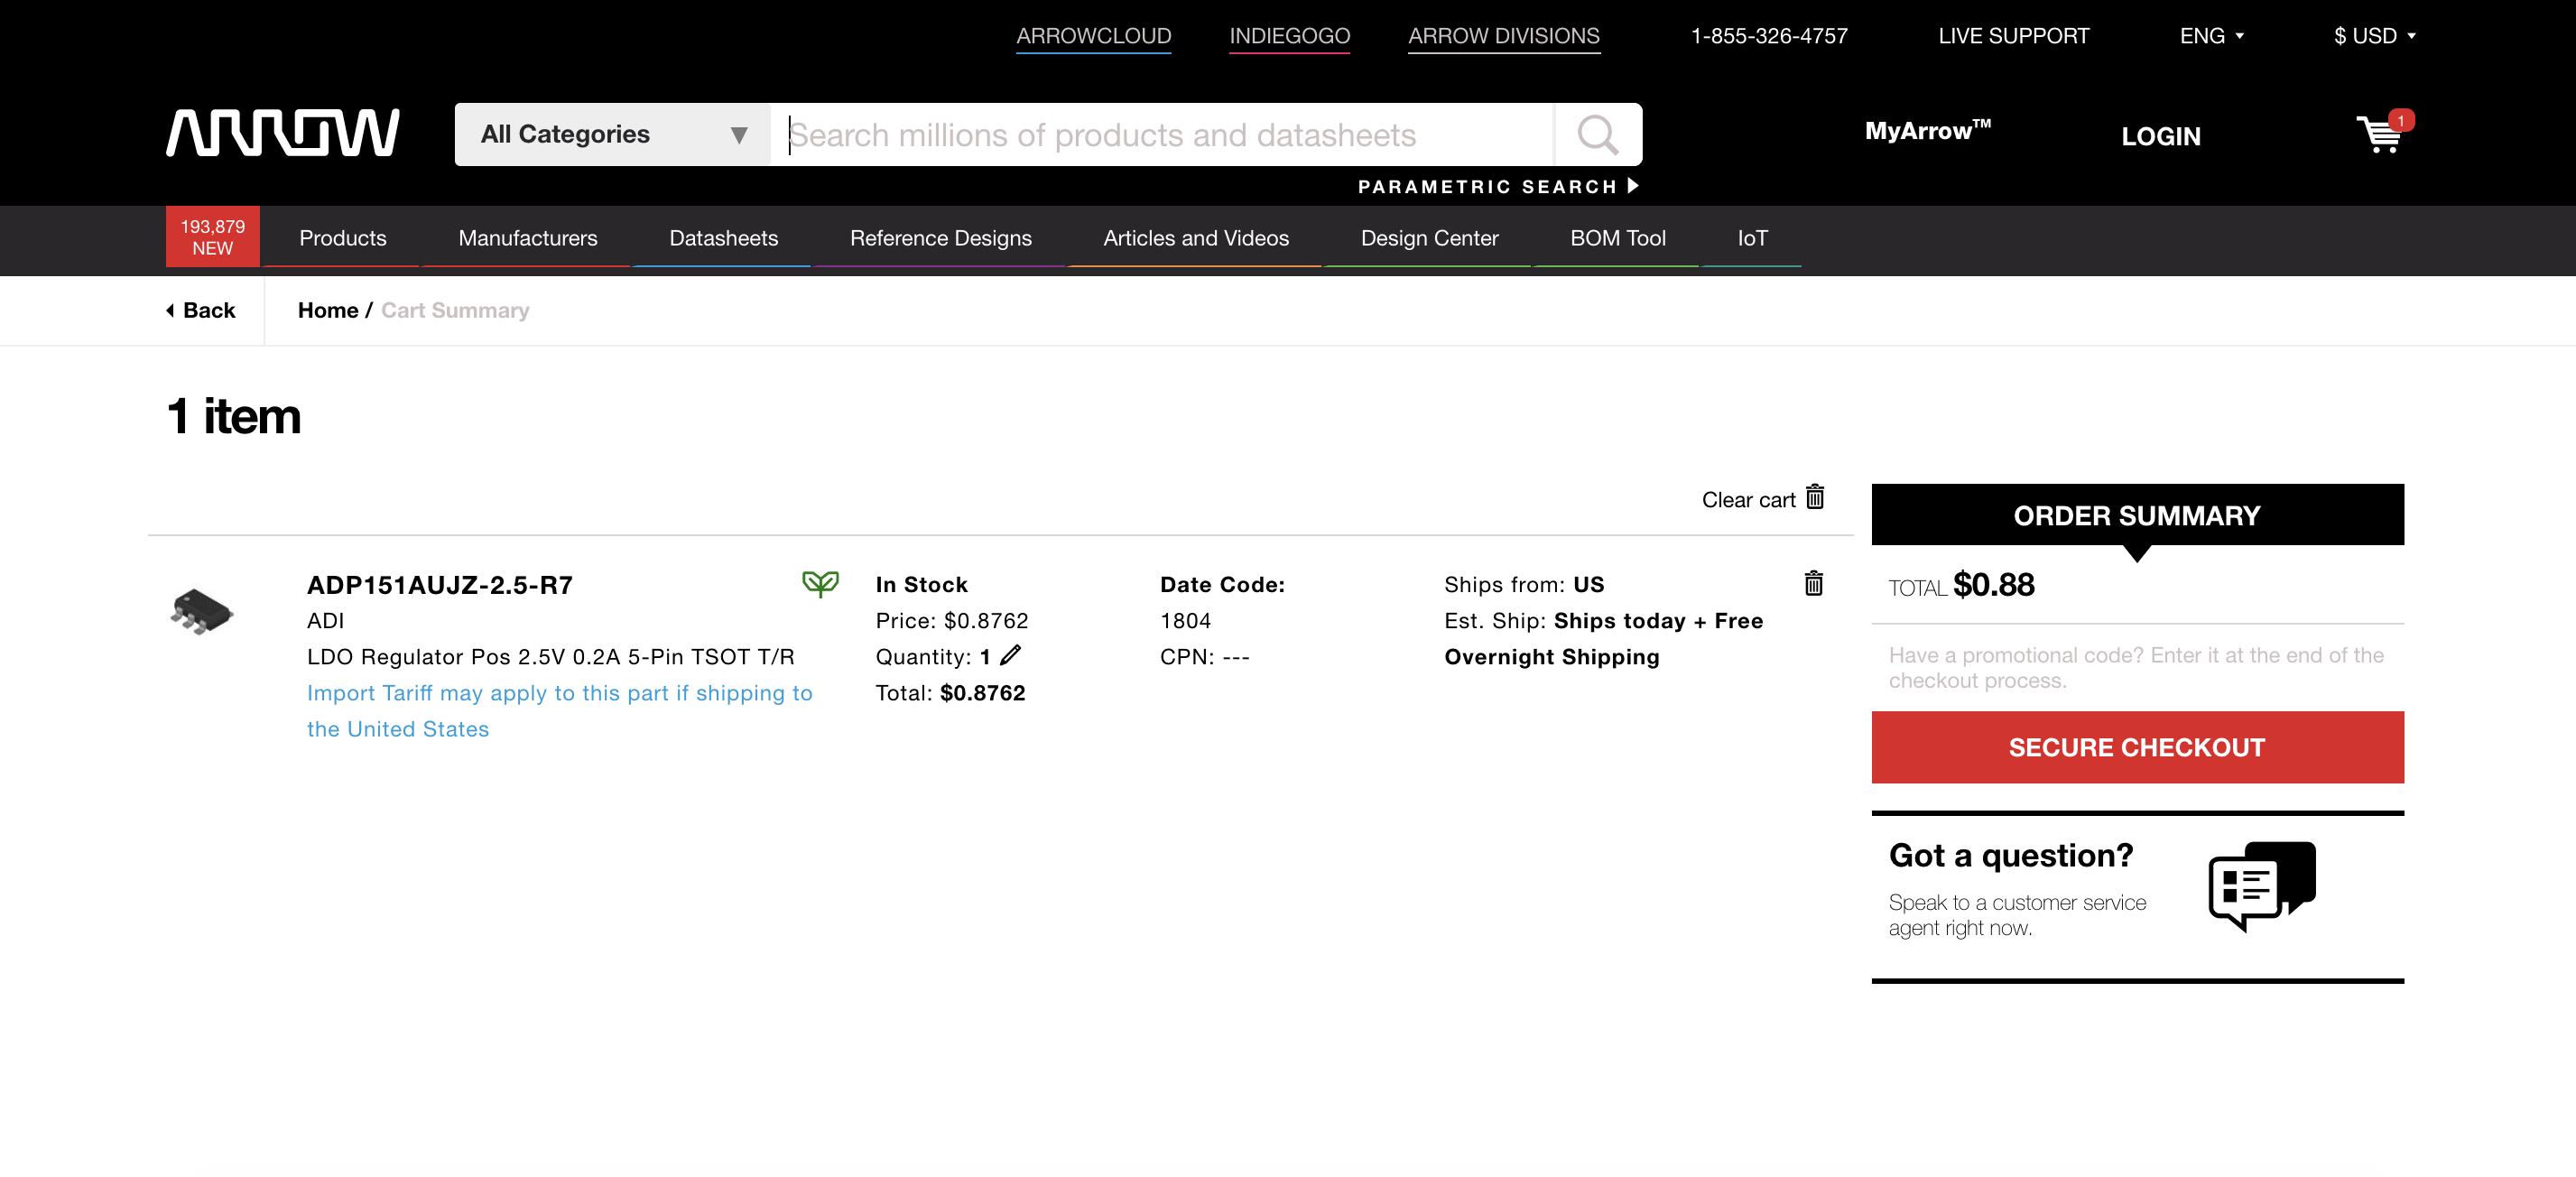 ARROWCLOUD INDIEGOGO ARROW DIVISIONS 1-855-326-4757 LIVE SUPPORT ENG $ USD
ARROW All Categories Search millions of products and datasheets MyArrow™ LOGIN 1
PARAMETRIC SEARCH
193,879
NEW
Products Manufacturers Datasheets Reference Designs Articles and Videos Design Center BOM Tool IoT
Back Home / Cart Summary
1 item
Clear cart
ADP151AUJZ-2.5-R7
ADI
LDO Regulator Pos 2.5V 0.2A 5-Pin TSOT T/R
Import Tariff may apply to this part if shipping to
the United States
In Stock
Price: $0.8762
Quantity: 1
Total: $0.8762
Date Code:
1804
CPN: ---
Ships from: US
Est. Ship: Ships today + Free
Overnight Shipping
ORDER SUMMARY
TOTAL $0.88
Have a promotional code? Enter it at the end of the
checkout process.
SECURE CHECKOUT
Got a question?
Speak to a customer service
agent right now.